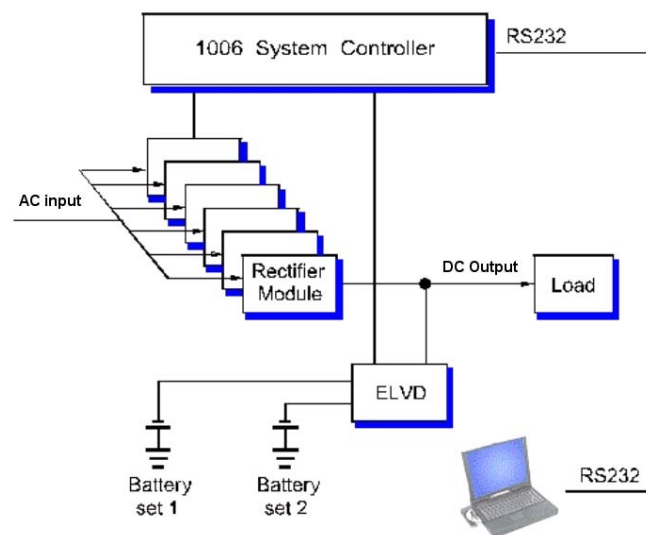 1006 System Controller
RS232
AC input
Rectifier
Module
DC Output
Load
ELVD
Battery
set 1
Battery
set 2
RS232